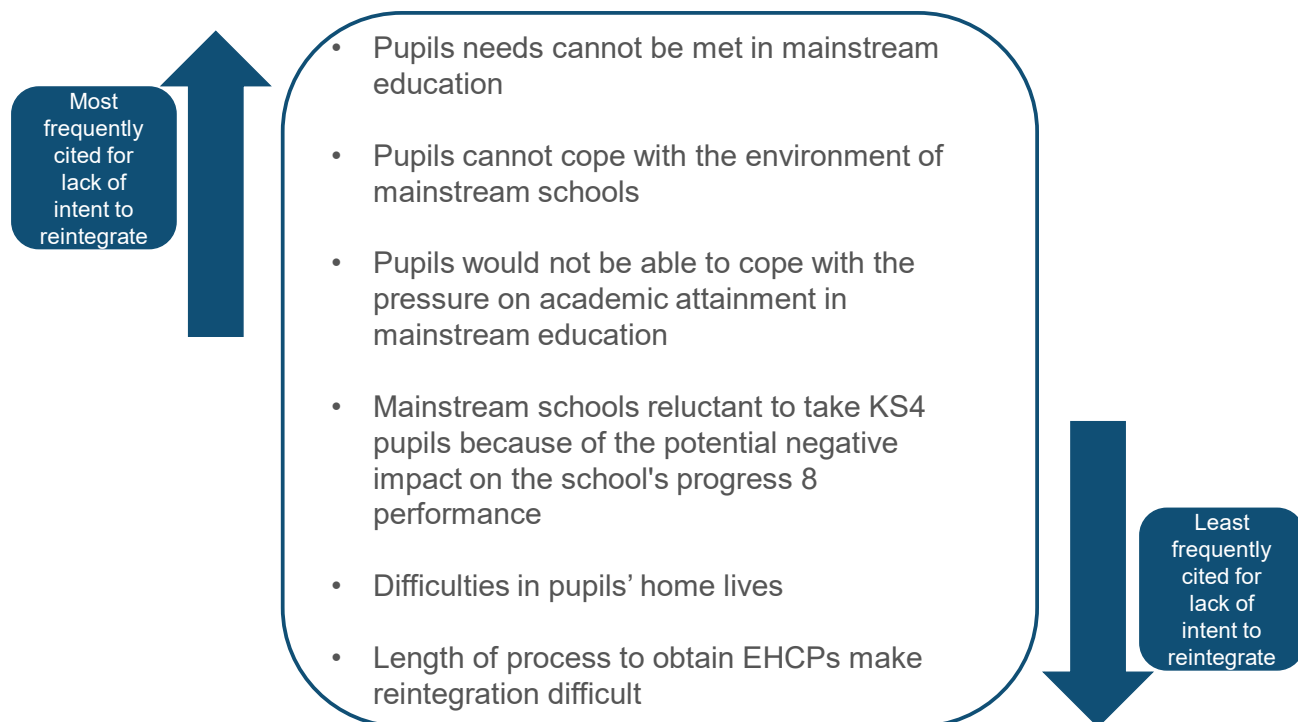 Most
frequently
cited for
lack of
intent to
reintegrate
• Pupils needs cannot be met in mainstream
education
• Pupils cannot cope with the environment of
mainstream schools
• Pupils would not be able to cope with the
pressure on academic attainment in
mainstream education
• Mainstream schools reluctant to take KS4
pupils because of the potential negative
impact on the school's progress 8
performance
• Difficulties in pupils’ home lives
• Length of process to obtain EHCPs make
reintegration difficult
Least
frequently
cited for
lack of
intent to
reintegrate